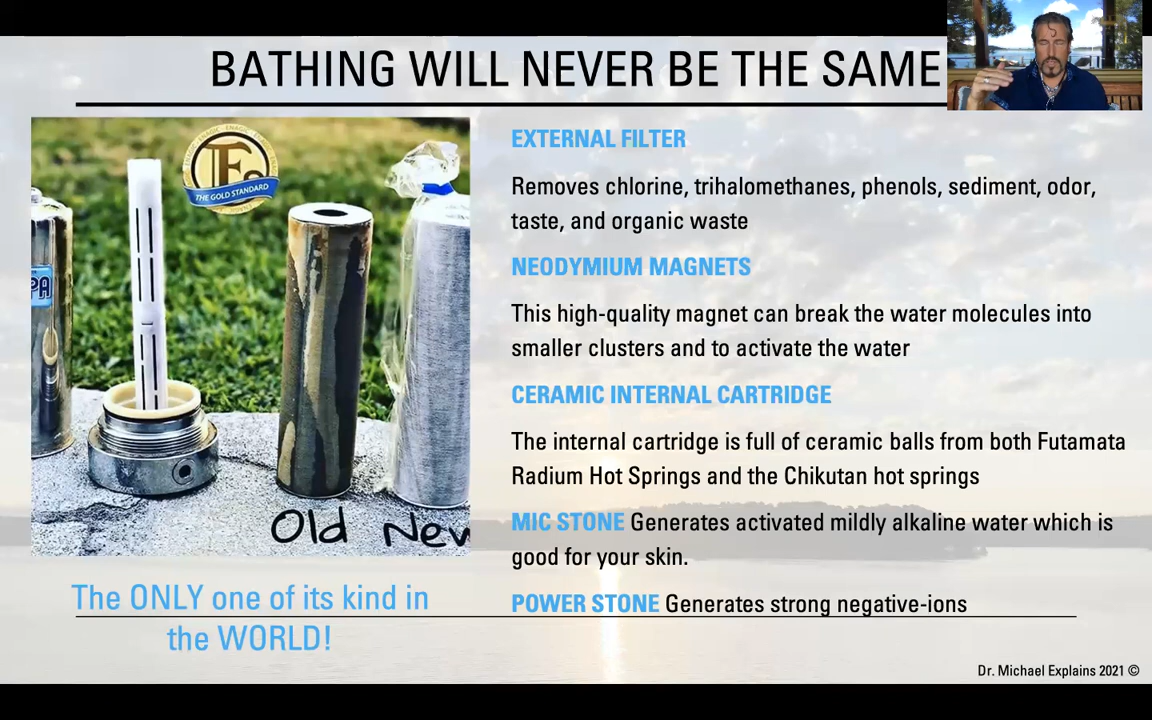 BATHING WILL NEVER BE THE SAME
EXTERNAL FILTER
Removes chlorine, trihalomethanes, phenols, sediment, odor,
taste, and organic waste
NEODYMIUM MAGNETS
This high-quality magnet can break the water molecules into
smaller clusters and to activate the water
CERAMIC INTERNAL CARTRIDGE
The internal cartridge is full of ceramic balls from both Futamata
Radium Hot Springs and the Chikutan hot springs
MIC STONE Generates activated mildly alkaline water which is
good for your skin.
POWER STONE Generates strong negative-ions
THE GOLD STANDARD
PA
Old New
The ONLY one of its kind in
the WORLD!
Dr. Michael Explains 2021 ©